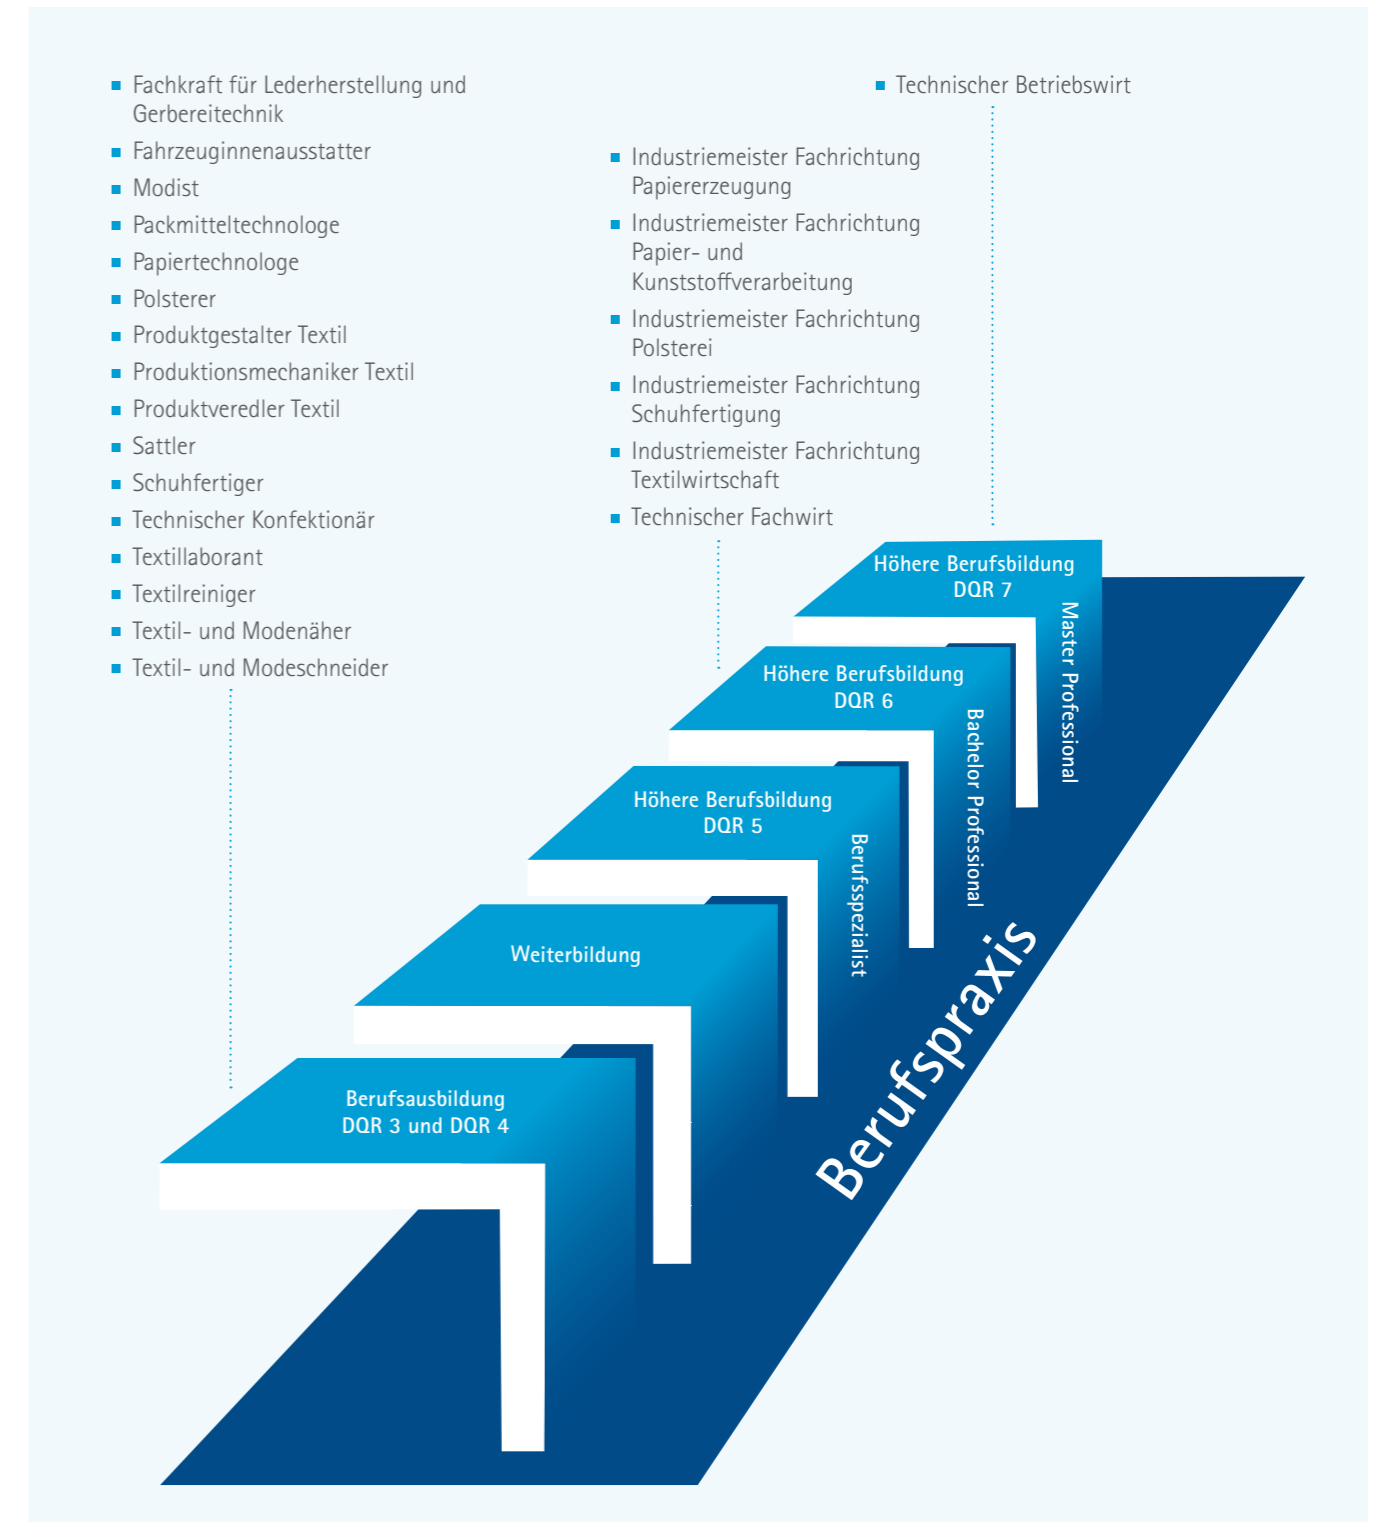 Fachkraft für Lederherstellung und
Gerbereitechnik
Fahrzeuginnenausstatter
Modist
Packmitteltechnologe
Papiertechnologe
Polsterer
Produktgestalter Textil
Produktionsmechaniker Textil
Produktveredler Textil
Sattler
Schuhfertiger
Technischer Konfektionär
Textillaborant
Textilreiniger
Textil- und Modenäher
Textil- und Modeschneider
Industriemeister Fachrichtung
Papiererzeugung
Industriemeister Fachrichtung
Papier- und
Kunststoffverarbeitung
Industriemeister Fachrichtung
Polsterei
Industriemeister Fachrichtung
Schuhfertigung
Industriemeister Fachrichtung
Textilwirtschaft
Technischer Fachwirt
Technischer Betriebswirt
Höhere Berufsbildung
DQR 7
Master Professional
Höhere Berufsbildung
DQR 6
Bachelor Professional
Höhere Berufsbildung
DQR 5
Berufsspezialist
Weiterbildung
Berufsausbildung
DQR 3 und DQR 4
Berufspraxis